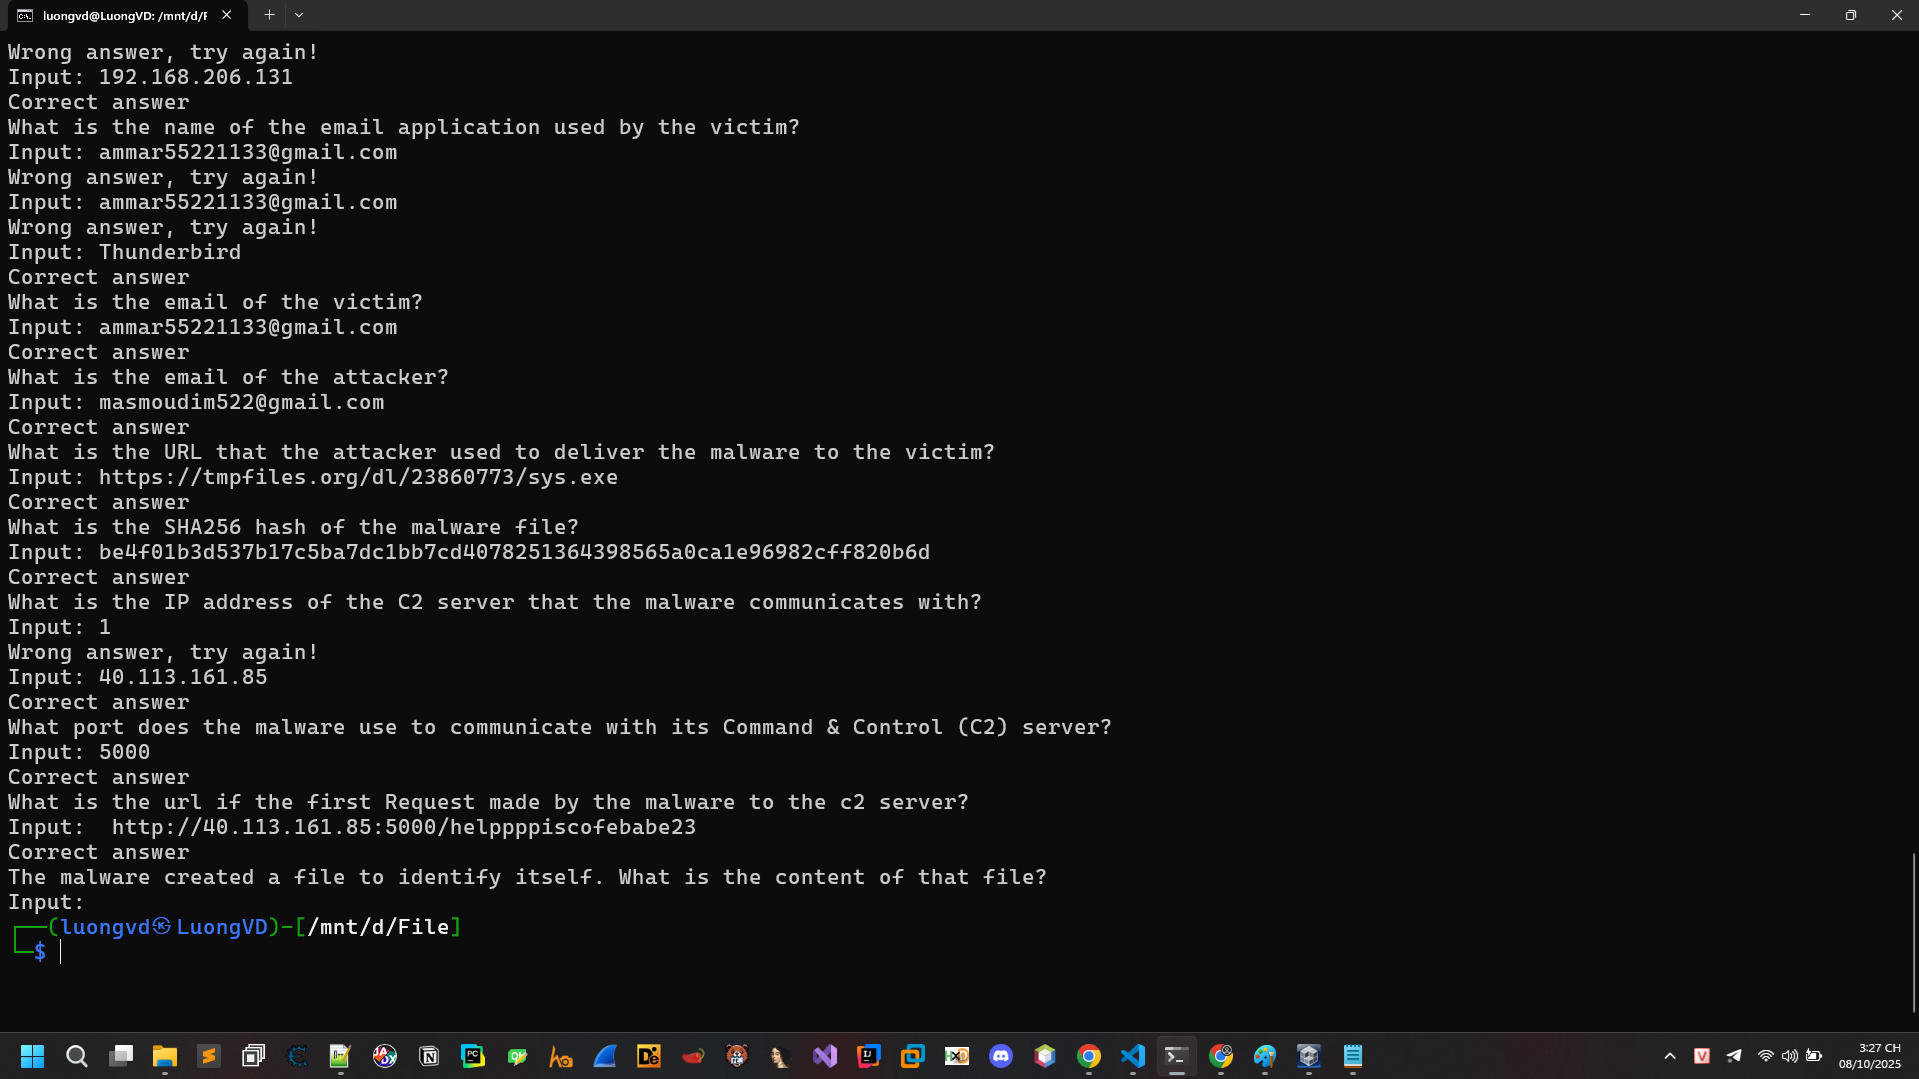 luongvd@LuongVD: /mnt/d/F
Wrong answer, try again!
Input: 192.168.206.131
Correct answer
What is the name of the email application used by the victim?
Input: ammar55221133@gmail.com
Wrong answer, try again!
Input: ammar55221133@gmail.com
Wrong answer, try again!
Input: Thunderbird
Correct answer
What is the email of the victim?
Input: ammar55221133@gmail.com
Correct answer
What is the email of the attacker?
Input: masmoudim522@gmail.com
Correct answer
What is the URL that the attacker used to deliver the malware to the victim?
Input: https://tmpfiles.org/dl/23860773/sys.exe
Correct answer
What is the SHA256 hash of the malware file?
Input: be4f01b3d537b17c5ba7dc1bb7cd4078251364398565a0ca1e96982cff820b6d
Correct answer
What is the IP address of the C2 server that the malware communicates with?
Input: 1
Wrong answer, try again!
Input: 40.113.161.85
Correct answer
What port does the malware use to communicate with its Command & Control (C2) server?
Input: 5000
Correct answer
What is the url if the first Request made by the malware to the c2 server?
Input:  http://40.113.161.85:5000/helppppiscofebabe23
Correct answer
The malware created a file to identify itself. What is the content of that file?
Input:
┌──(luongvd㉿LuongVD)-[/mnt/d/File]
└─$
3:27 CH
08/10/2025